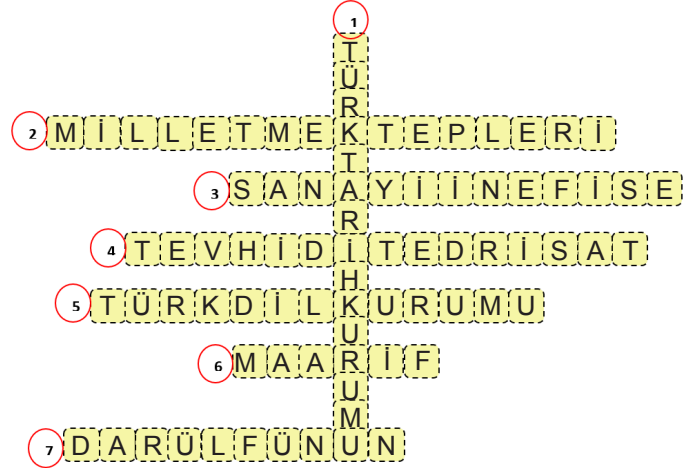 1
TÜRKTARİHKURUMU
2 MİLLETMEKTEPLERİ
3 SANAYİİNEFİSE
4 TEVHİDİTEDRİSAT
5 TÜRKDİLKURUMU
6 MAARİF
7 DARÜLFÜNUN